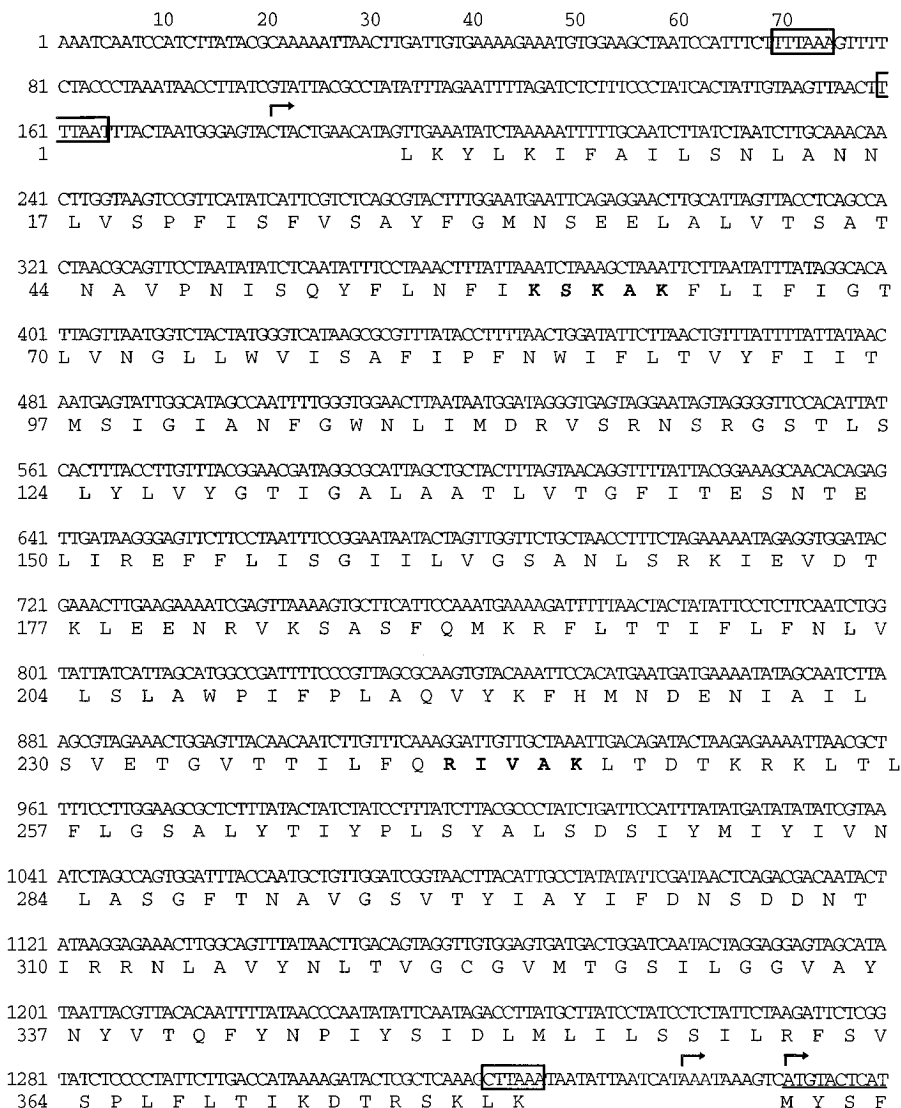 10 20 30 40 50 60 70
1 AAATCAATCCATCTTATACGCAAAAATTAACTTGATTGTGAAAAGAAATGTGGAAGCTAATCCATTTCTTTTAAAGTTTT
81 CTACCCTAAATAACCTTATCGTATTACGCCTATATTTAGAATTTTAGATCTCTTTCCCTATCACTATTGTAAGTTAACTT
161 TTAATTTACTAATGGGAGTACTACTGAACATAGTTGAAATATCTAAAAATTTTTGCAATCTTATCTAATCTTGCAAACAA
1 L K Y L K I F A I L S N L A N N
241 CTTGGTAAGTCCGTTCATATCATTCGTCTCAGCGTACTTTGGAATGAATTCAGAGGAACTTGCATTAGTTACCTCAGCCA
17 L V S P F I S F V S A Y F G M N S E E L A L V T S A T
321 CTAACGCAGTTCCTAATATATCTCAATATTTCCTAAACTTTATTAAATCTAAAGCTAAATTCTTAATATTTATAGGCACA
44 N A V P N I S Q Y F L N F I K S K A K F L I F I G T
401 TTAGTTAATGGTCTACTATGGGTCATAAGCGCGTTTATACCTTTTAACTGGATATTCTTAACTGTTTATTTTATTATAAC
70 L V N G L L W V I S A F I P F N W I F L T V Y F I I T
481 AATGAGTATTGGCATAGCCAATTTTGGGTGGAACTTAATAATGGATAGGGTGAGTAGGAATAGTAGGGGTTCCACATTAT
97 M S I G I A N F G W N L I M D R V S R N S R G S T L S
561 CACTTTACCTTGTTTACGGAACGATAGGCGCATTAGCTGCTACTTTAGTAACAGGTTTTATTACGGAAAGCAACACAGAG
124 L Y L V Y G T I G A L A A T L V T G F I T E S N T E
641 TTGATAAGGGAGTTCTTCCTAATTTCCGGAATAATACTAGTTGGTTCTGCTAACCTTTCTAGAAAAATAGAGGTGGATAC
150 L I R E F F L I S G I I L V G S A N L S R K I E V D T
721 GAAACTTGAAGAAAATCGAGTTAAAAGTGCTTCATTCCAAATGAAAAGATTTTTAACTACTATATTCCTCTTCAATCTGG
177 K L E E N R V K S A S F Q M K R F L T T I F L F N L V
801 TATTATCATTAGCATGGCCGATTTTCCCGTTAGCGCAAGTGTACAAATTCCACATGAATGATGAAAATATAGCAATCTTA
204 L S L A W P I F P L A Q V Y K F H M N D E N I A I L
881 AGCGTAGAAACTGGAGTTACAACAATCTTGTTTCAAAGGATTGTTGCTAAATTGACAGATACTAAGAGAAAATTAACGCT
230 S V E T G V T T I L F Q R I V A K L T D T K R K L T L
961 TTTCCTTGGAAGCGCTCTTTATACTATCTATCCTTTATCTTACGCCCTATCTGATTCCATTTATATGATATATATCGTAA
257 F L G S A L Y T I Y P L S Y A L S D S I Y M I Y I V N
1041 ATCTAGCCAGTGGATTTACCAATGCTGTTGGATCGGTAACTTACATTGCCTATATATTCGATAACTCAGACGACAATACT
284 L A S G F T N A V G S V T Y I A Y I F D N S D D N T
1121 ATAAGGAGAAACTTGGCAGTTTATAACTTGACAGTAGGTTGTGGAGTGATGACTGGATCAATACTAGGAGGAGTAGCATA
310 I R R N L A V Y N L T V G C G V M T G S I L G G V A Y
1201 TAATTACGTTACACAATTTTATAACCCAATATATTCAATAGACCTTATGCTTATCCTATCCTCTATTCTAAGATTCTCGG
337 N Y V T Q F Y N P I Y S I D L M L I L S S I L R F S V
1281 TATCTCCCCTATTCTTGACCATAAAAGATACTCGCTCAAAGCTTAAATAATATTAATCATAAATAAAGTCATGTACTCAT
364 S P L F L T I K D T R S K L K M Y S F